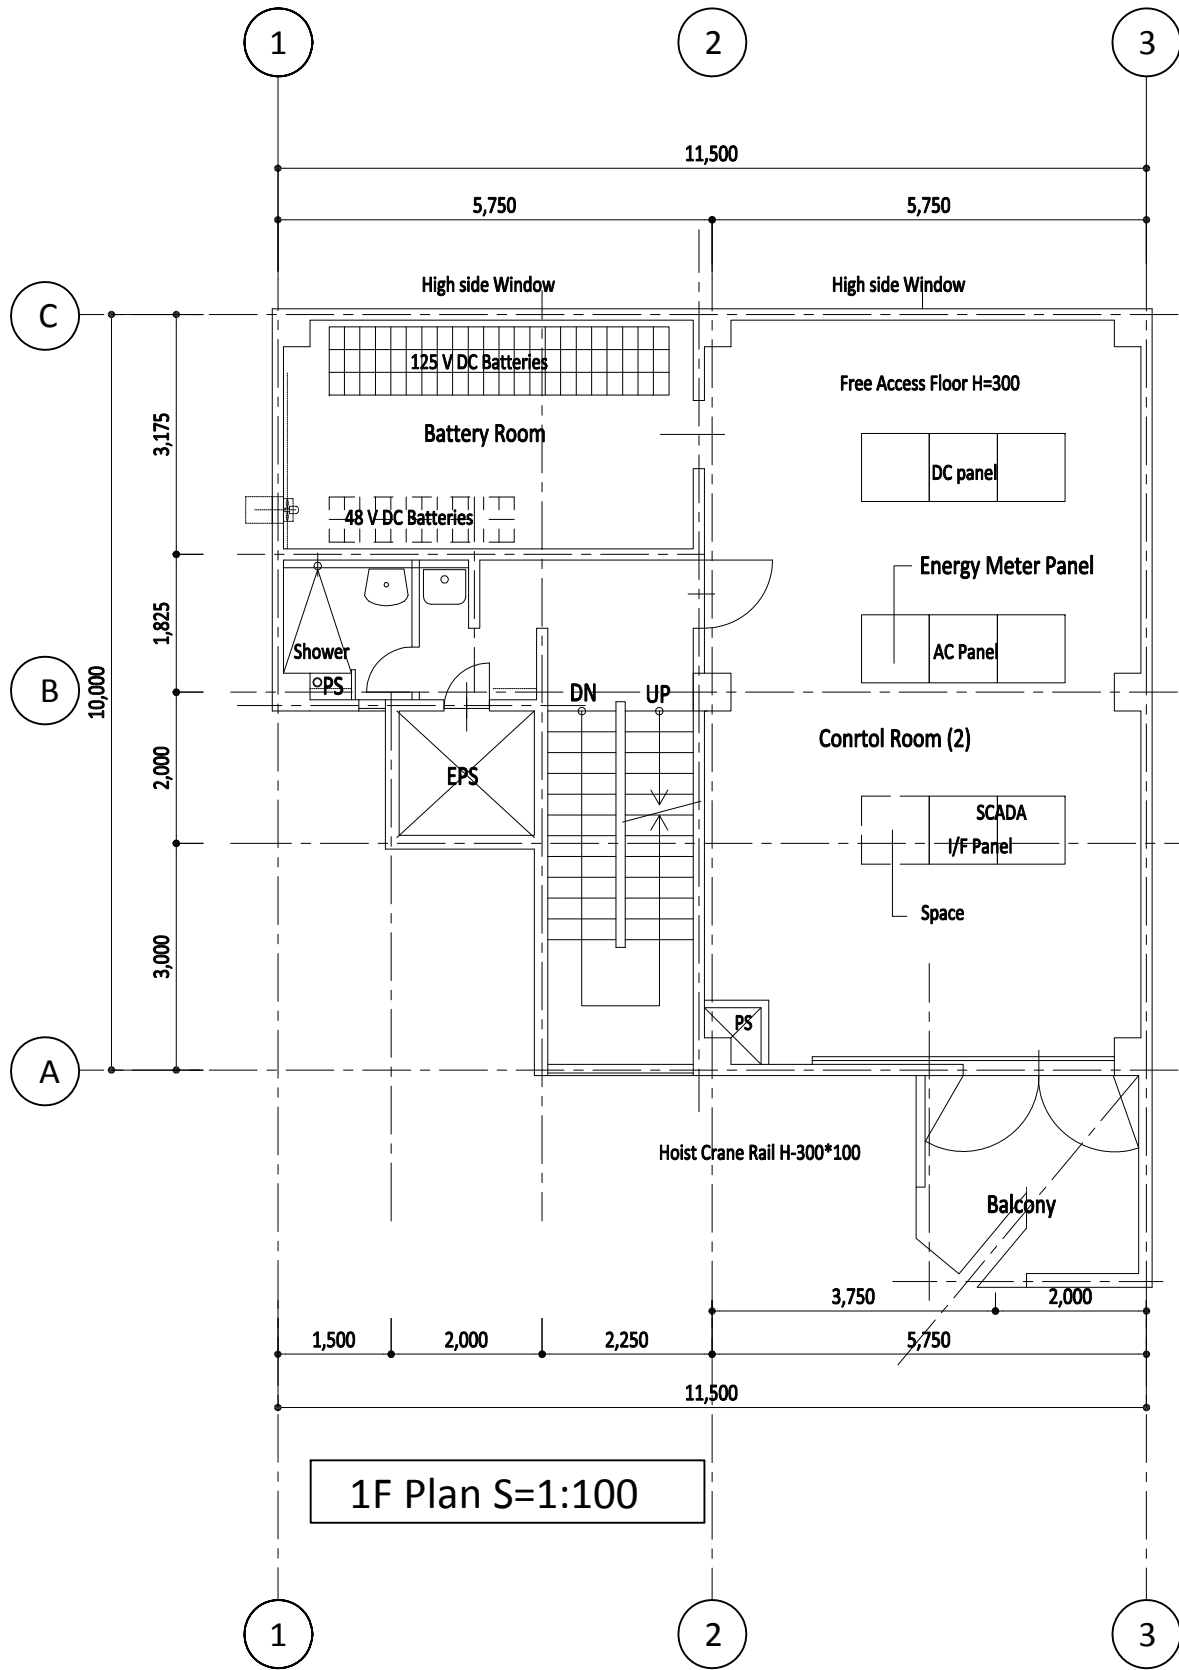 1 2 3
11,500
5,750 5,750
High side Window High side Window
C
125 V DC Batteries
Free Access Floor H=300
3,175
Battery Room
DC panel
48 V DC Batteries
Energy Meter Panel
1,825
Shower
AC Panel
PS
B
10,000
DN UP
Conrtol Room (2)
2,000
EPS
SCADA
I/F Panel
Space
3,000
PS
A
Hoist Crane Rail H-300*100
Balcony
3,750 2,000
1,500 2,000 2,250 5,750
11,500
1F Plan S=1:100
1 2 3